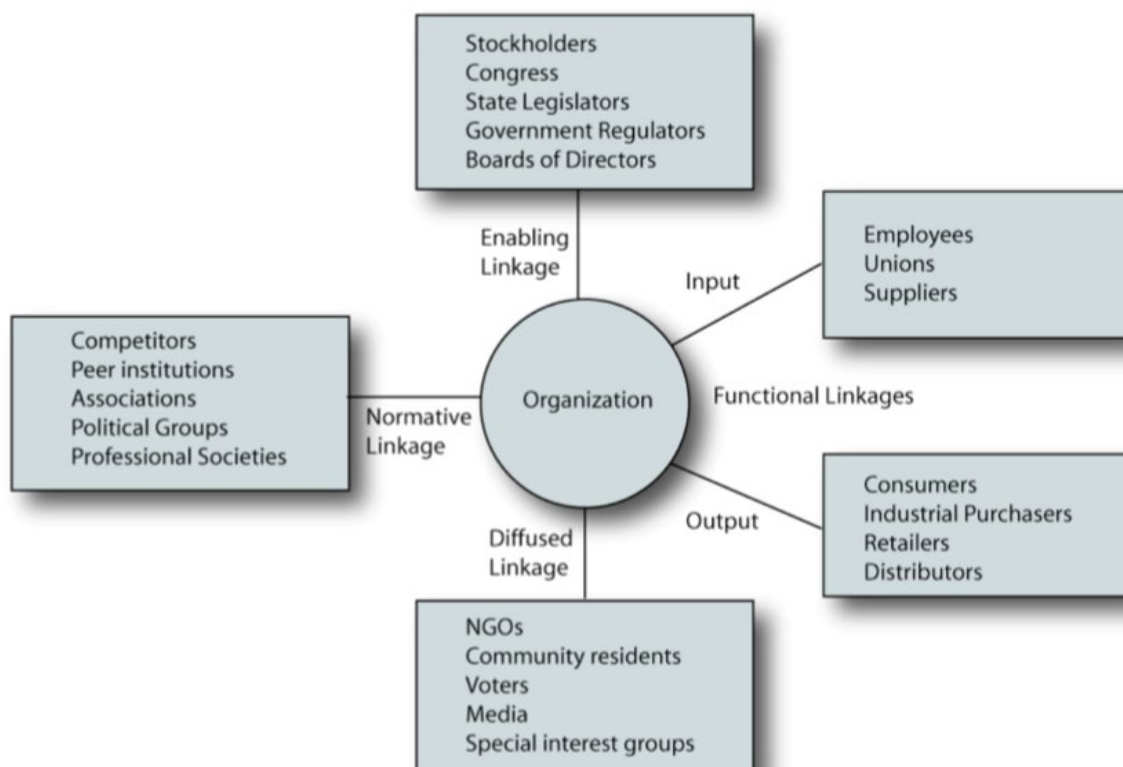 Stockholders
Congress
State Legislators
Government Regulators
Boards of Directors
Enabling
Linkage
Input
Employees
Unions
Suppliers
Competitors
Peer institutions
Associations
Political Groups
Professional Societies
Normative
Linkage
Organization
Functional Linkages
Diffused
Linkage
Output
Consumers
Industrial Purchasers
Retailers
Distributors
NGOs
Community residents
Voters
Media
Special interest groups